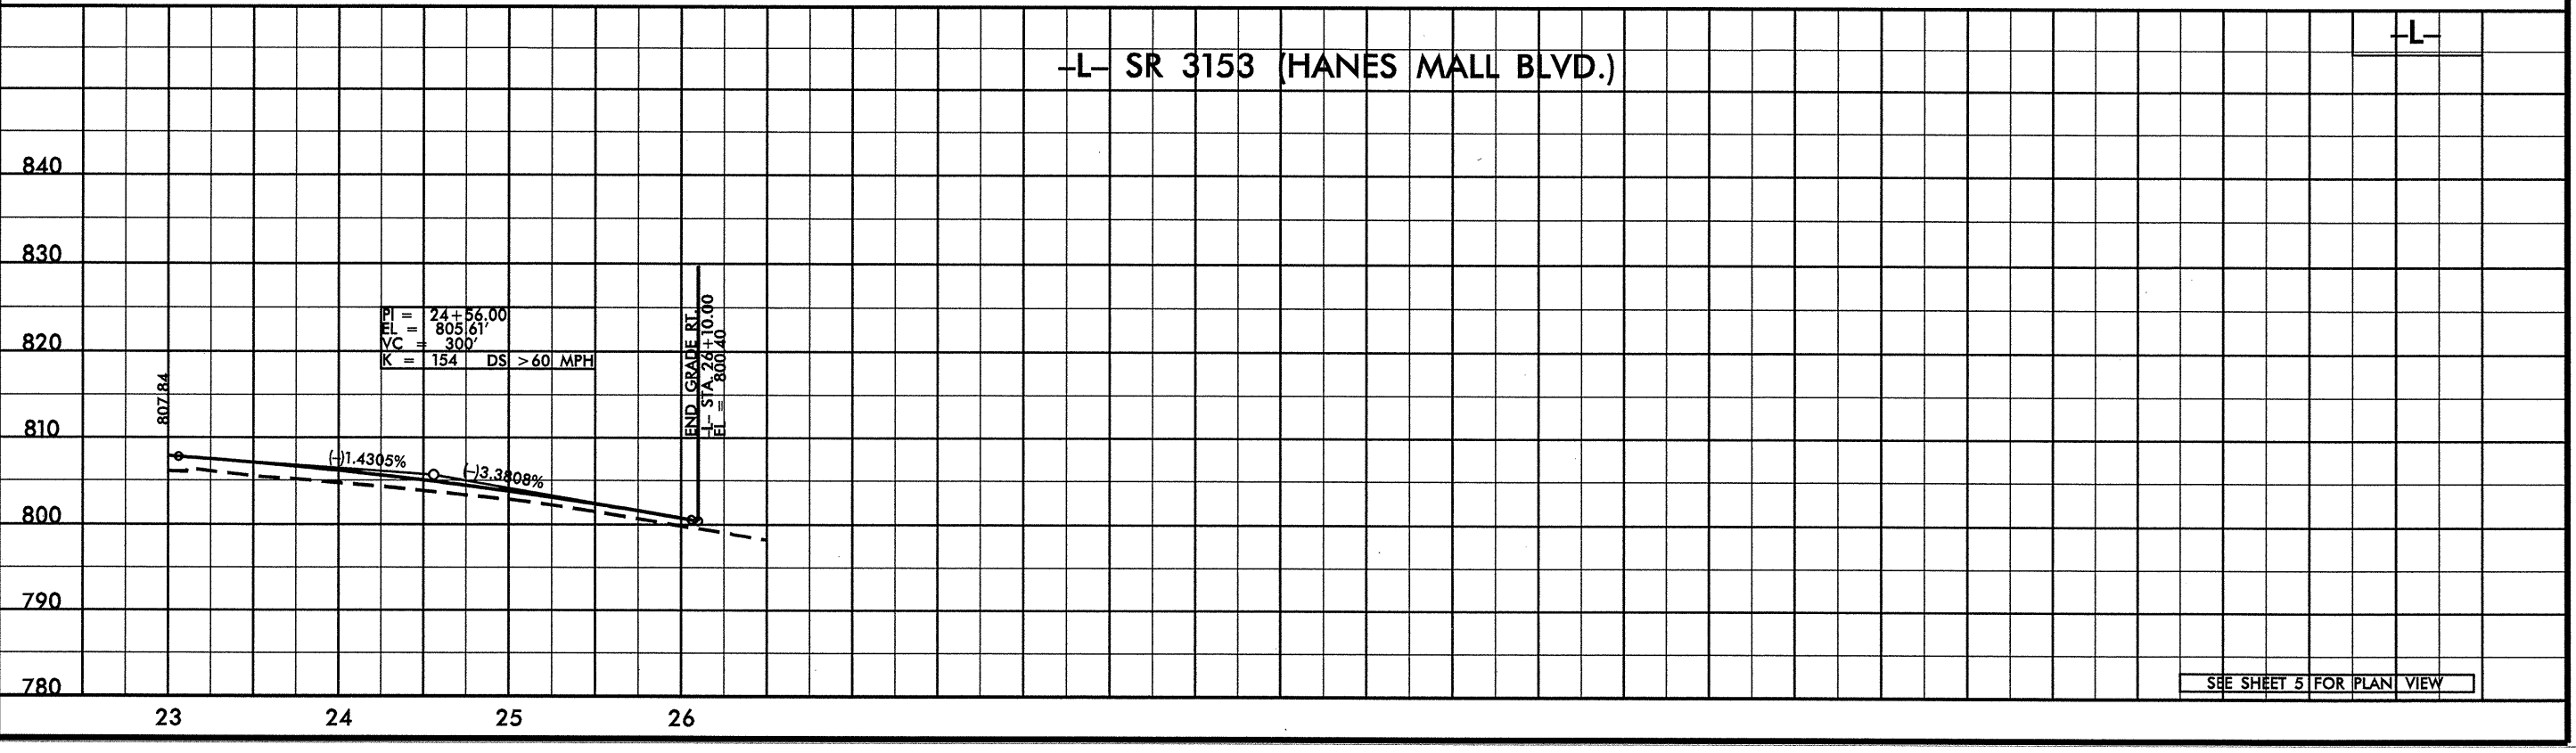 -L-
-L- SR 3153 (HANES MALL BLVD.)
840
830
820
810
800
790
780
PI = 24+56.00
EL = 805.61'
VC = 300'
K = 154 DS >60 MPH
807.84
END GRADE RT.
-L- STA. 26+10.00
EL = 800.40
(-)1.4305%
(-)3.3808%
SEE SHEET 5 FOR PLAN VIEW
23 24 25 26